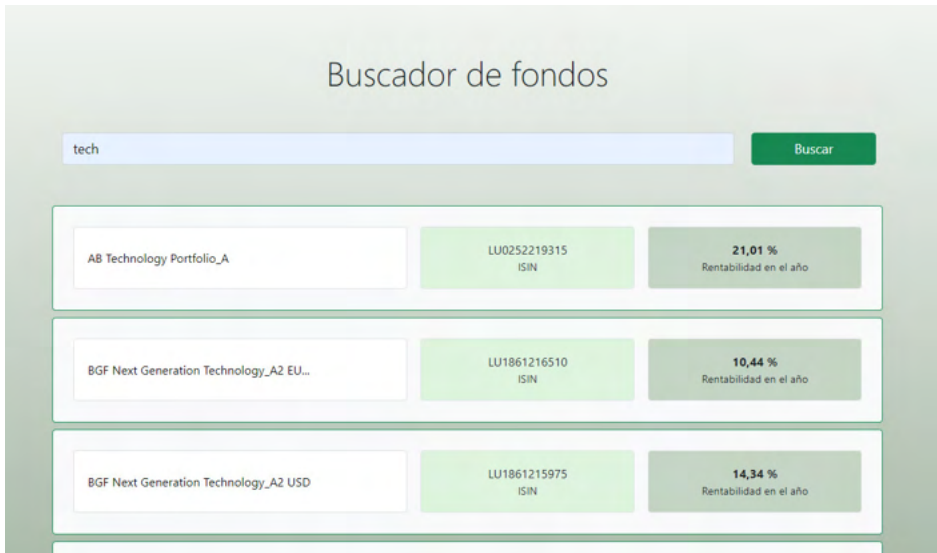 Buscador de fondos
tech
Buscar
AB Technology Portfolio_A
LU0252219315
ISIN
21,01 %
Rentabilidad en el año
BGF Next Generation Technology_A2 EU...
LU1861216510
ISIN
10,44 %
Rentabilidad en el año
BGF Next Generation Technology_A2 USD
LU1861215975
ISIN
14,34 %
Rentabilidad en el año